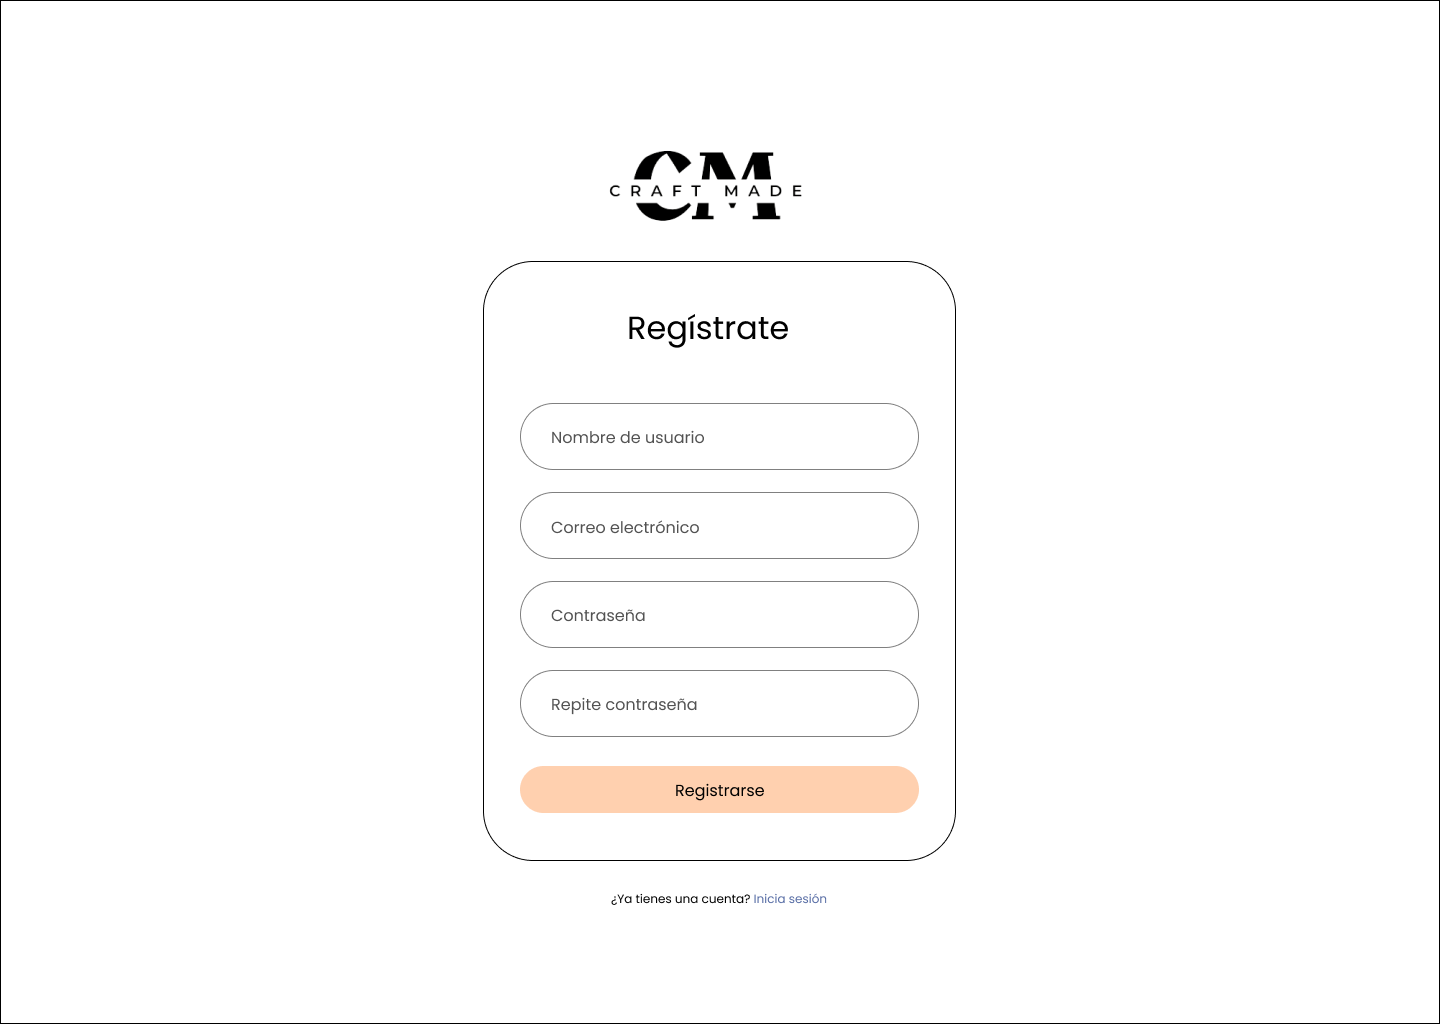 CM
CRAFT MADE
Regístrate
Nombre de usuario
Correo electrónico
Contraseña
Repite contraseña
Registrarse
¿Ya tienes una cuenta? Inicia sesión